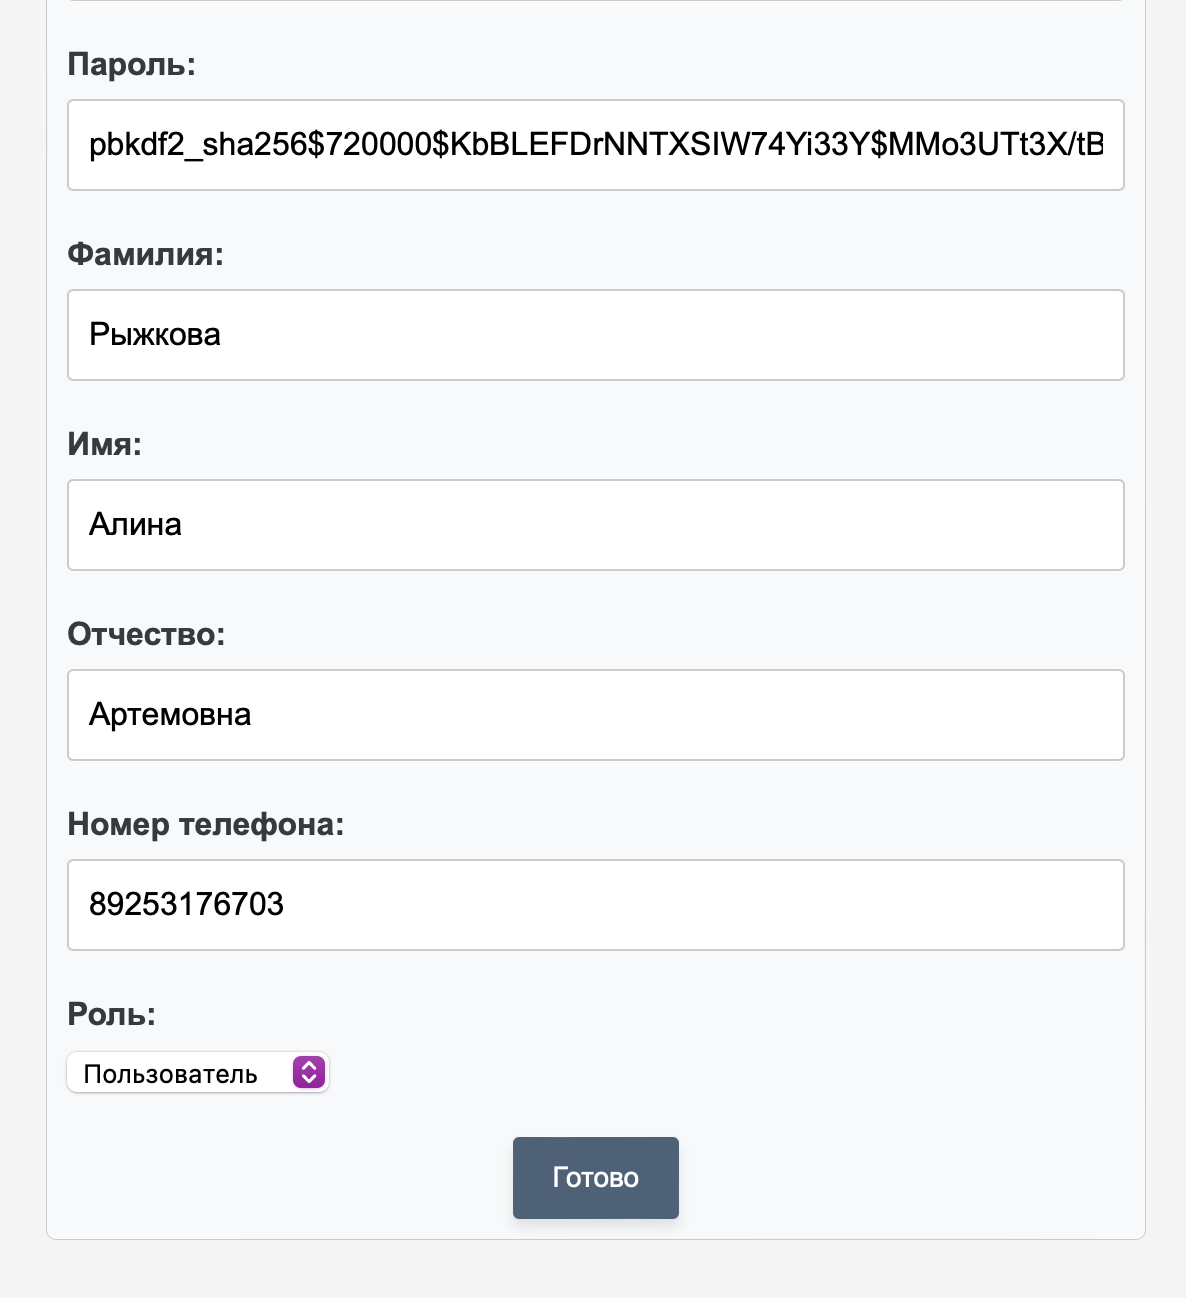 Пароль:
pbkdf2_sha256$720000$KbBLEFDrNNTXSIW74Yi33Y$MMo3UTt3X/tB
Фамилия:
Рыжкова
Имя:
Алина
Отчество:
Артемовна
Номер телефона:
89253176703
Роль:
Пользователь
Готово